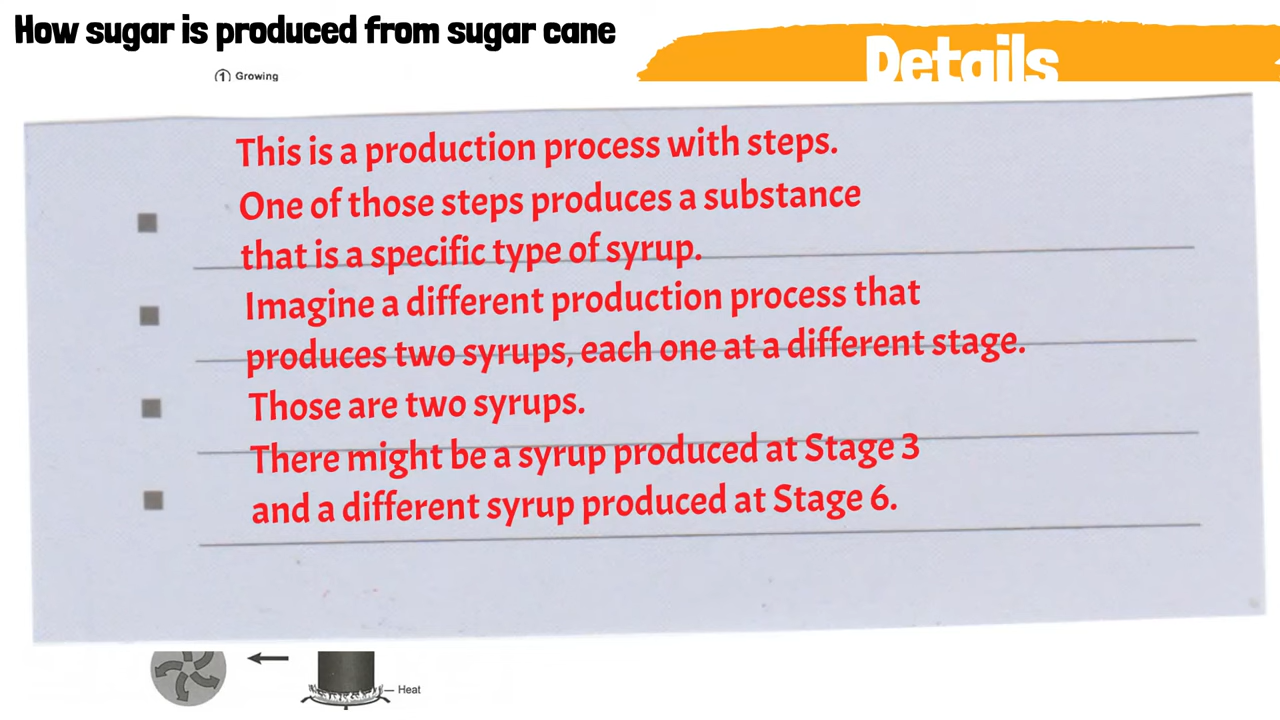 How sugar is produced from sugar cane
Details
1 Growing
This is a production process with steps.
One of those steps produces a substance
that is a specific type of syrup.
Imagine a different production process that
produces two syrups, each one at a different stage.
Those are two syrups.
There might be a syrup produced at Stage 3
and a different syrup produced at Stage 6.
Heat